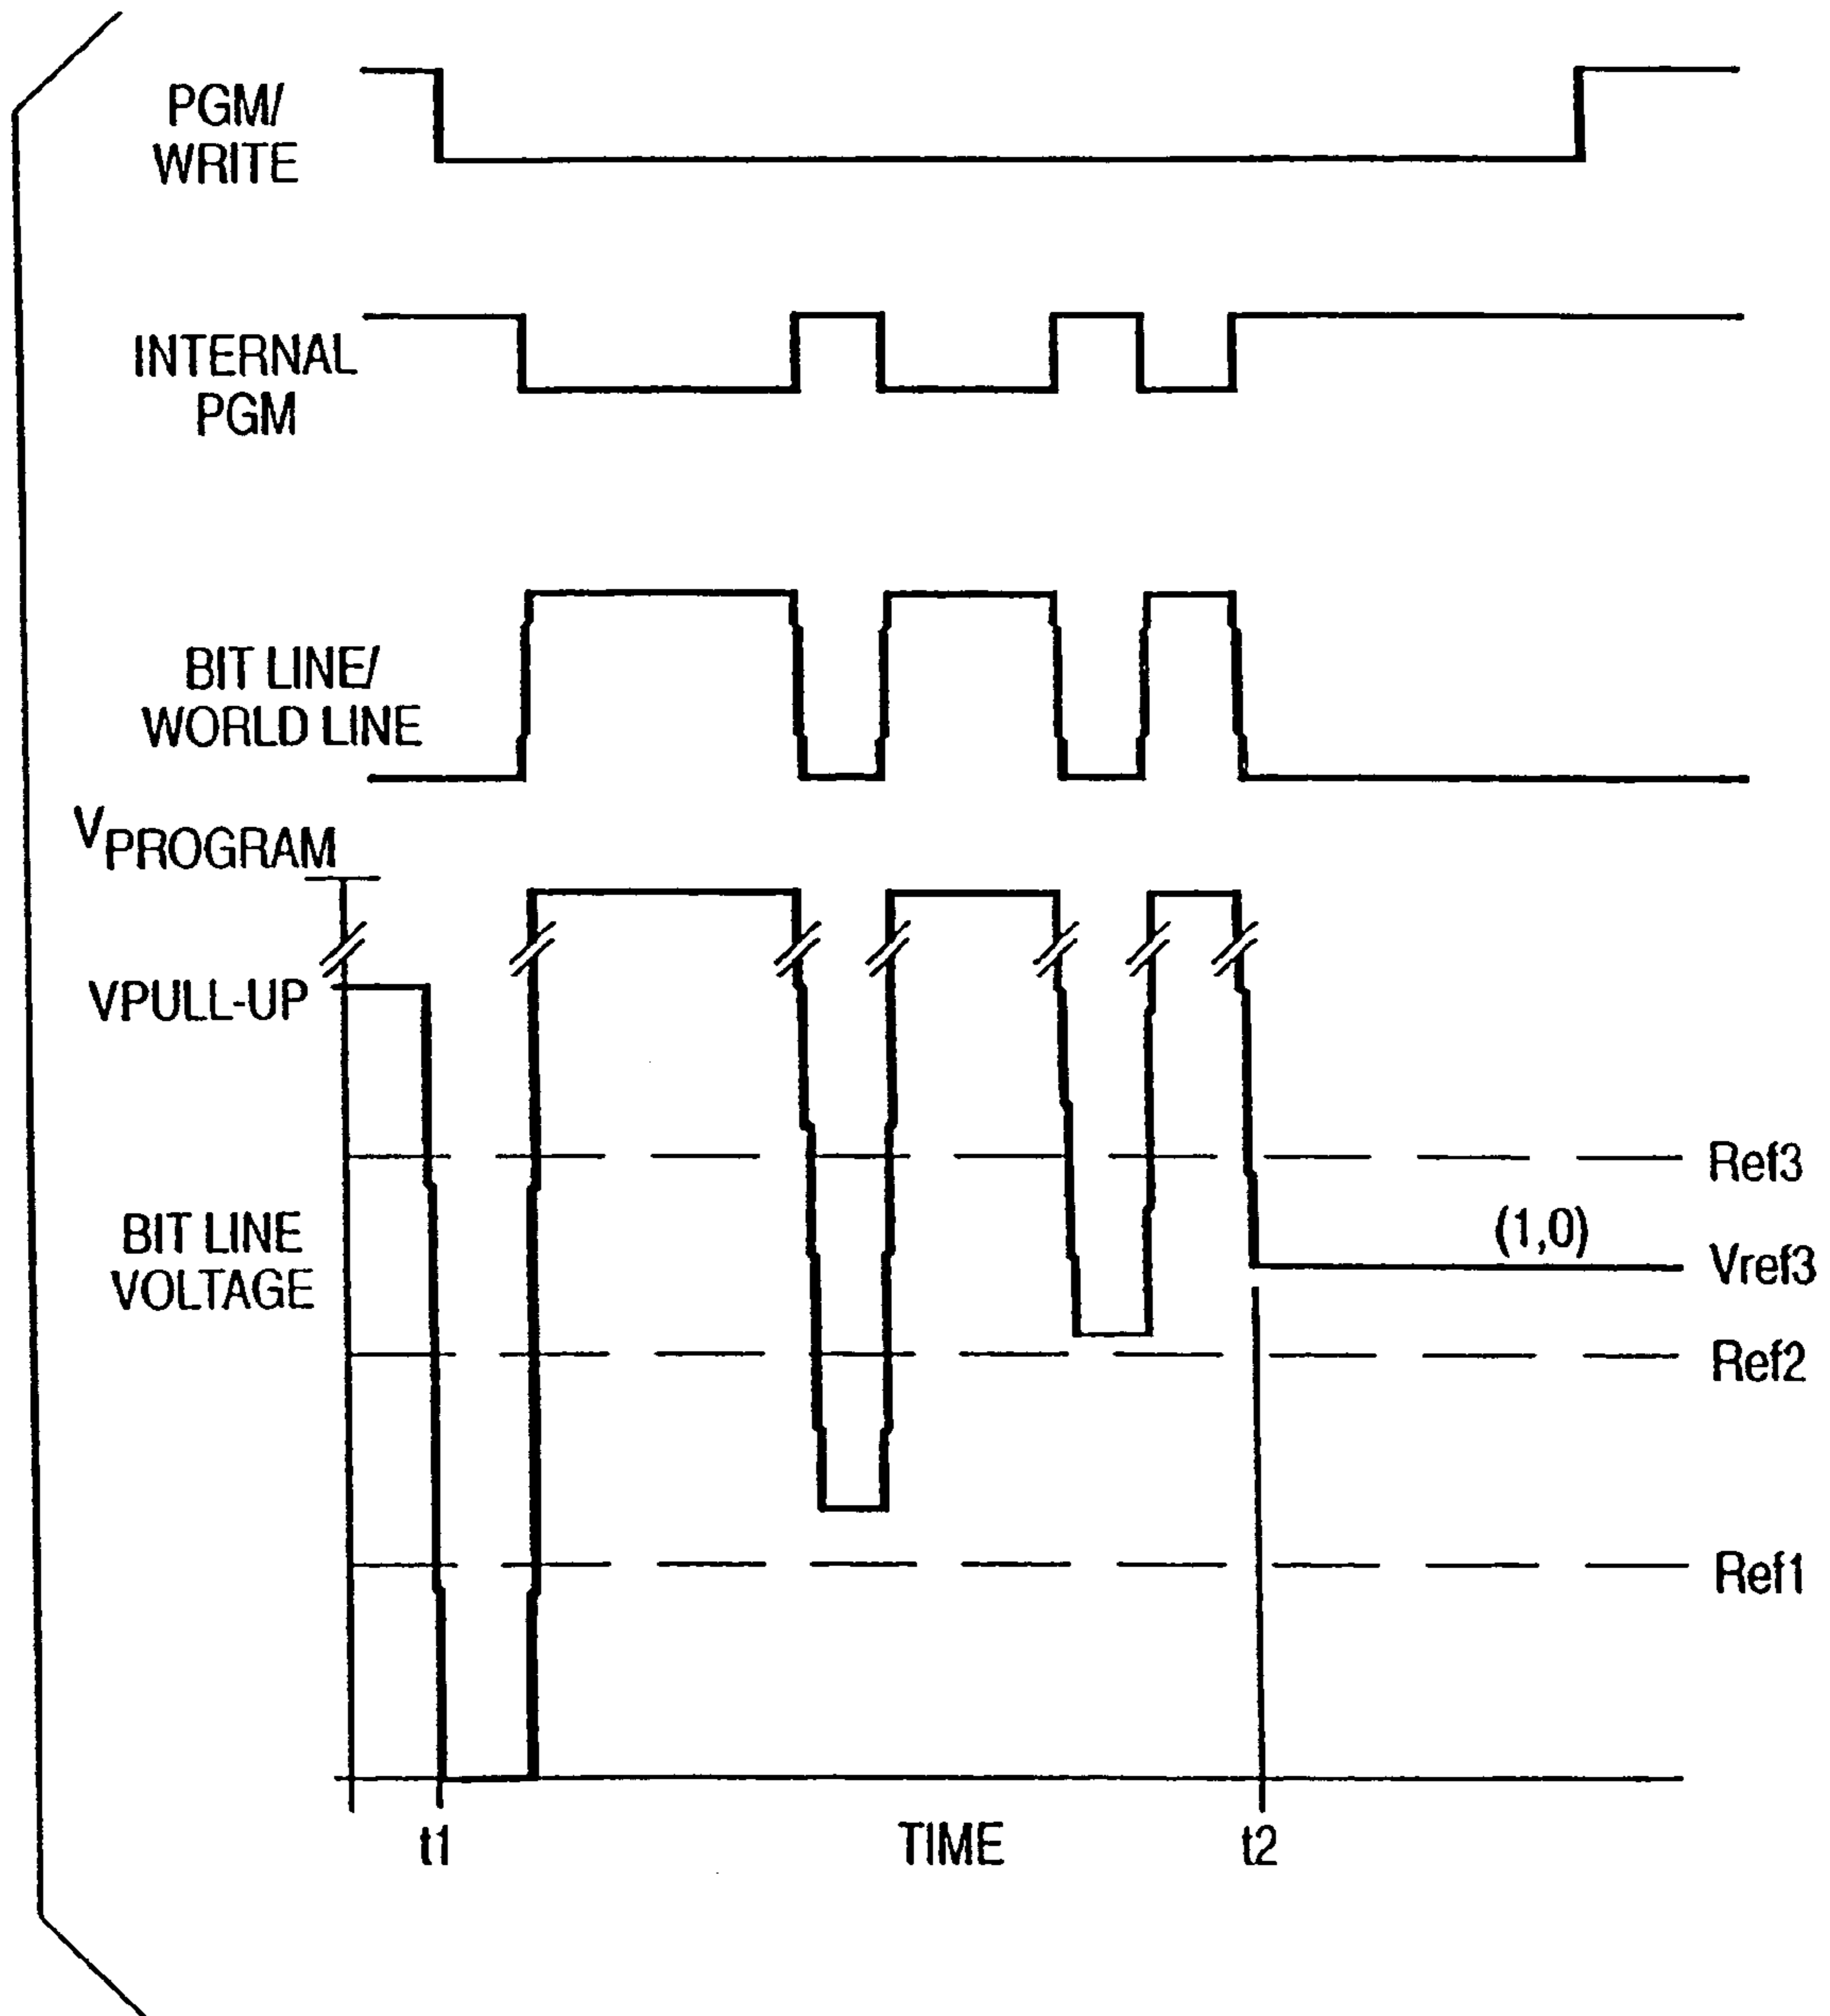 PGM/
WRITE
INTERNAL
PGM
BIT LINE/
WORLD LINE
VPROGRAM
VPULL-UP
Ref3
BIT LINE
VOLTAGE
(1,0)
Vref3
Ref2
Ref1
t1
TIME
t2